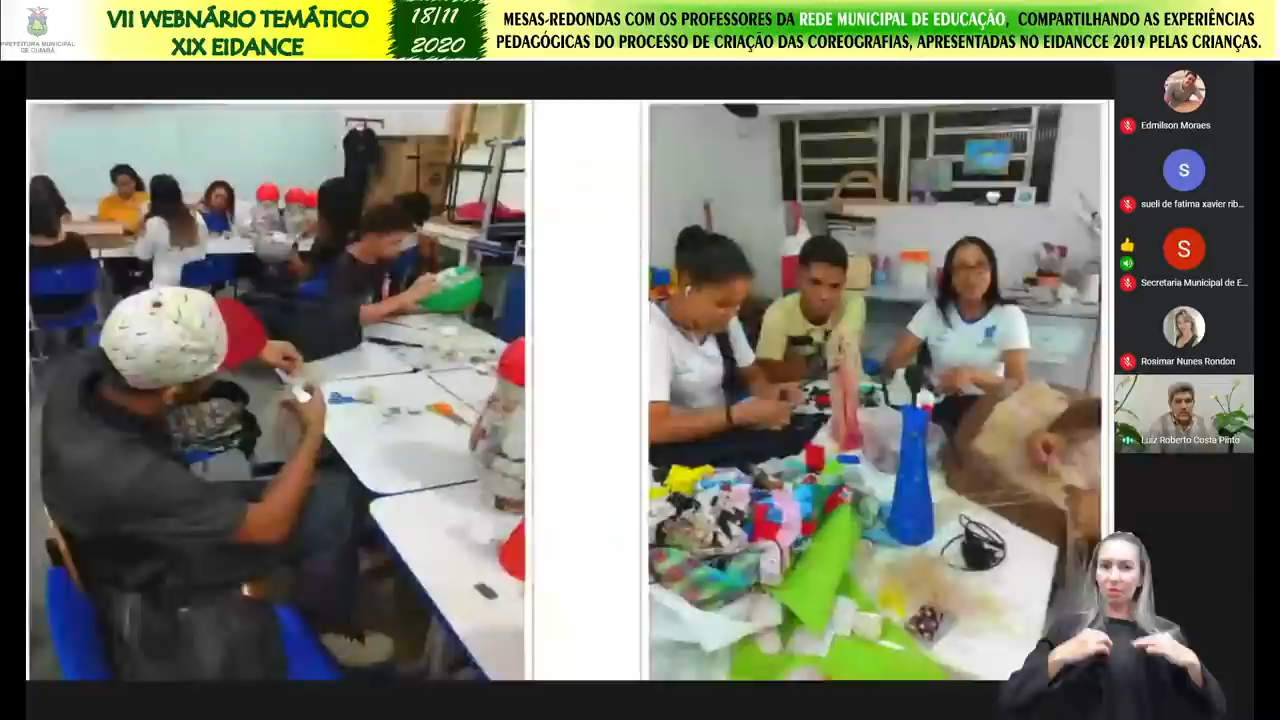 PREFEITURA MUNICIPAL
DE CUIABÁ
VII WEBNÁRIO TEMÁTICO
XIX EIDANCE
18/11
2020
MESAS-REDONDAS COM OS PROFESSORES DA REDE MUNICIPAL DE EDUCAÇÃO, COMPARTILHANDO AS EXPERIÊNCIAS
PEDAGÓGICAS DO PROCESSO DE CRIAÇÃO DAS COREOGRAFIAS, APRESENTADAS NO EIDANCCE 2019 PELAS CRIANÇAS.
Edmilson Moraes
S
sueli de fatima xavier rib...
S
Secretaria Municipal de E...
Rosimar Nunes Rondon
Luiz Roberto Costa Pinto